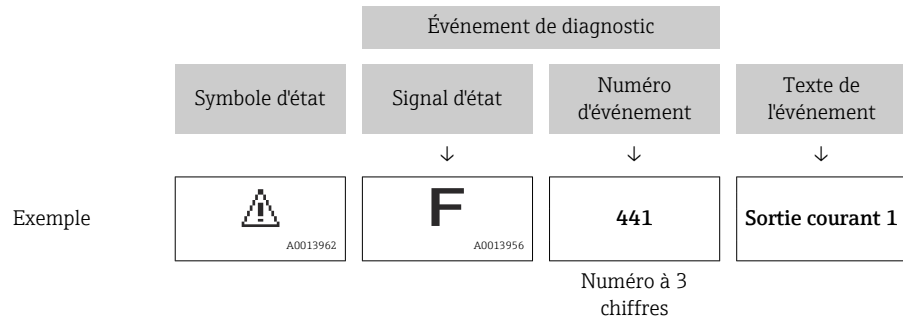 Événement de diagnostic
Symbole d'état
Signal d'état
Numéro
d'événement
Texte de
l'événement
↓ ↓ ↓
Exemple
A0013962
F
A0013956
441
Sortie courant 1
Numéro à 3
chiffres